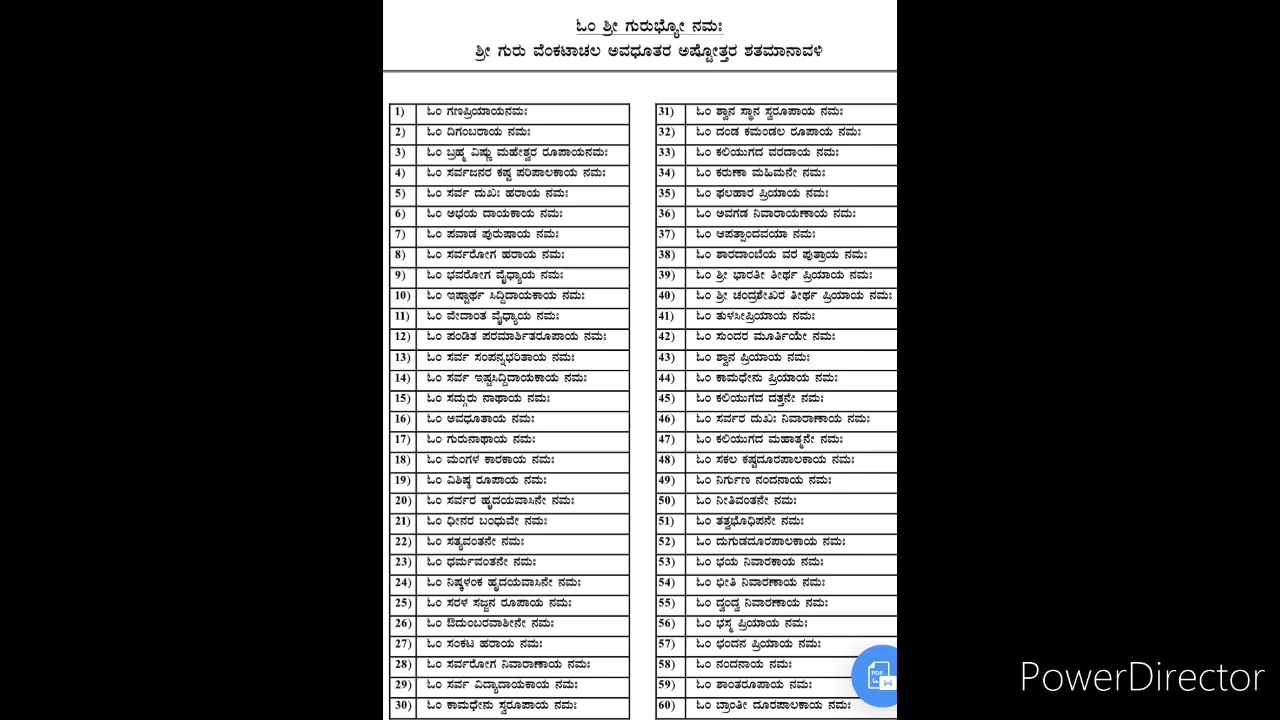 ಓಂ ಶ್ರೀ ಗುರುಭ್ಯೋ ನಮಃ
ಶ್ರೀ ಗುರು ವೆಂಕಟಾಚಲ ಅವಧೂತರ ಅಷ್ಟೋತ್ತರ ಶತಮಾನಾವಳಿ
1) ಓಂ ಗಣಪ್ರಿಯಾಯನಮಃ
2) ಓಂ ದಿಗಂಬರಾಯ ನಮಃ
3) ಓಂ ಬ್ರಹ್ಮ ವಿಷ್ಣು ಮಹೇಶ್ವರ ರೂಪಾಯನಮಃ
4) ಓಂ ಸರ್ವಜನರ ಕಷ್ಟ ಪರಿಪಾಲಕಾಯ ನಮಃ
5) ಓಂ ಸರ್ವ ದುಖಃ ಹರಾಯ ನಮಃ
6) ಓಂ ಅಭಯ ದಾಯಕಾಯ ನಮಃ
7) ಓಂ ಪವಾಡ ಪುರುಷಾಯ ನಮಃ
8) ಓಂ ಸರ್ವರೋಗ ಹರಾಯ ನಮಃ
9) ಓಂ ಭವರೋಗ ವೈಧ್ಯಾಯ ನಮಃ
10) ಓಂ ಇಷ್ಟಾರ್ಥ ಸಿದ್ದಿದಾಯಕಾಯ ನಮಃ
11) ಓಂ ವೇದಾಂತ ವೈಧ್ಯಾಯ ನಮಃ
12) ಓಂ ಪಂಡಿತ ಪರಮಾರ್ಶಿತರೂಪಾಯ ನಮಃ
13) ಓಂ ಸರ್ವ ಸಂಪನ್ನಭರಿತಾಯ ನಮಃ
14) ಓಂ ಸರ್ವ ಇಷ್ಟಸಿದ್ದಿದಾಯಕಾಯ ನಮಃ
15) ಓಂ ಸದ್ಗುರು ನಾಥಾಯ ನಮಃ
16) ಓಂ ಅವಧೂತಾಯ ನಮಃ
17) ಓಂ ಗುರುನಾಥಾಯ ನಮಃ
18) ಓಂ ಮಂಗಳ ಕಾರಕಾಯ ನಮಃ
19) ಓಂ ವಿಶಿಷ್ಠ ರೂಪಾಯ ನಮಃ
20) ಓಂ ಸರ್ವರ ಹೃದಯವಾಸಿನೇ ನಮಃ
21) ಓಂ ಧೀನರ ಬಂಧುವೇ ನಮಃ
22) ಓಂ ಸತ್ಯವಂತನೇ ನಮಃ
23) ಓಂ ಧರ್ಮವಂತನೇ ನಮಃ
24) ಓಂ ನಿಷ್ಕಳಂಕ ಹೃದಯವಾಸಿನೇ ನಮಃ
25) ಓಂ ಸರಳ ಸಜ್ಜನ ರೂಪಾಯ ನಮಃ
26) ಓಂ ಔದುಂಬರವಾಶೀನೇ ನಮಃ
27) ಓಂ ಸಂಕಟ ಹರಾಯ ನಮಃ
28) ಓಂ ಸರ್ವರೋಗ ನಿವಾರಾಣಾಯ ನಮಃ
29) ಓಂ ಸರ್ವ ವಿದ್ಯಾದಾಯಕಾಯ ನಮಃ
30) ಓಂ ಕಾಮಧೇನು ಸ್ವರೂಪಾಯ ನಮಃ
31) ಓಂ ಶ್ವಾನ ಸ್ಥಾನ ಸ್ವರೂಪಾಯ ನಮಃ
32) ಓಂ ದಂಡ ಕಮಂಡಲ ರೂಪಾಯ ನಮಃ
33) ಓಂ ಕಲಿಯುಗದ ವರದಾಯ ನಮಃ
34) ಓಂ ಕರುಣಾ ಮಹಿಮನೇ ನಮಃ
35) ಓಂ ಫಲಹಾರ ಪ್ರಿಯಾಯ ನಮಃ
36) ಓಂ ಅವಗಡ ನಿವಾರಾಯಣಾಯ ನಮಃ
37) ಓಂ ನಮಃ
38) ಓಂ ಶಾರದಾಂಬೆಯ ವರ ಪುತ್ರಾಯ ನಮಃ
39) ಓಂ ಶ್ರೀ ಭಾರತೀ ತೀರ್ಥ ಪ್ರಿಯಾಯ ನಮಃ
40) ಓಂ ಶ್ರೀ ಚಂದ್ರಶೇಖರ ತೀರ್ಥ ಪ್ರಿಯಾಯ ನಮಃ
41) ಓಂ ತುಳಸೀಪ್ರಿಯಾಯ ನಮಃ
42) ಓಂ ಸುಂದರ ಮೂರ್ತಿಯೇ ನಮಃ
43) ಓಂ ಶ್ವಾನ ಪ್ರಿಯಾಯ ನಮಃ
44) ಓಂ ಕಾಮಧೇನು ಪ್ರಿಯಾಯ ನಮಃ
45) ಓಂ ಕಲಿಯುಗದ ದತ್ತನೇ ನಮಃ
46) ಓಂ ಸರ್ವರ ದುಖಃ ನಿವಾರಾಣಾಯ ನಮಃ
47) ಓಂ ಕಲಿಯುಗದ ಮಹಾತ್ಮನೇ ನಮಃ
48) ಓಂ ಸಕಲ ಕಷ್ಟದೂರಪಾಲಕಾಯ ನಮಃ
49) ಓಂ ನಿರ್ಗುಣ ನಂದನಾಯ ನಮಃ
50) ಓಂ ನೀತಿವಂತನೇ ನಮಃ
51) ಓಂ ತತ್ವಭೊಧಿಪನೇ ನಮಃ
52) ಓಂ ದುಗುಡದೂರಪಾಲಕಾಯ ನಮಃ
53) ಓಂ ಭಯ ನಿವಾರಕಾಯ ನಮಃ
54) ಓಂ ಭೀತಿ ನಿವಾರಣಾಯ ನಮಃ
55) ಓಂ ದ್ವಂದ್ವ ನಿವಾರಣಾಯ ನಮಃ
56) ಓಂ ಭಸ್ಮ ಪ್ರಿಯಾಯ ನಮಃ
57) ಓಂ ಛಂದನ ಪ್ರಿಯಾಯ ನಮಃ
58) ಓಂ ನಂದನಾಯ ನಮಃ
59) ಓಂ ಶಾಂತರೂಪಾಯ ನಮಃ
60) ಓಂ ಬ್ರಾಂತೀ ದೂರಪಾಲಕಾಯ ನಮಃ
PDF
W
PowerDirector